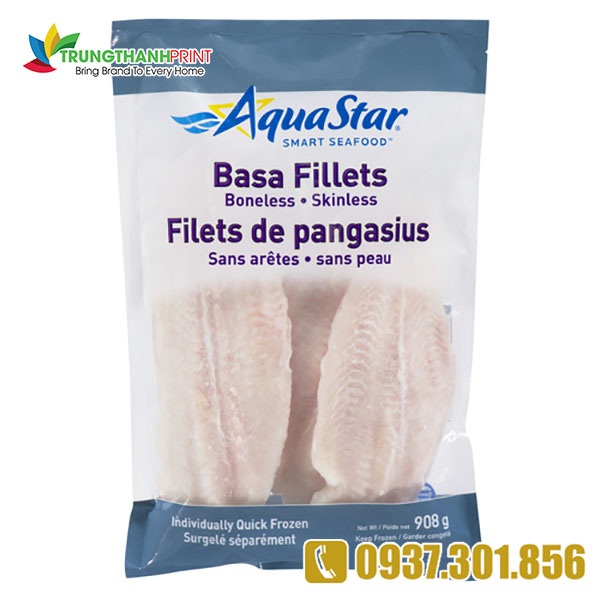 TRUNGTHANHPRINT
Bring Brand To Every Home
AquaStar®
SMART SEAFOOD™
Basa Fillets
Boneless • Skinless
Filets de pangasius
Sans arêtes • sans peau
Individually Quick Frozen
Surgelé séparément
Net Wt / Poids net 908 g
Keep Frozen / Garder congelé
0937.301.856